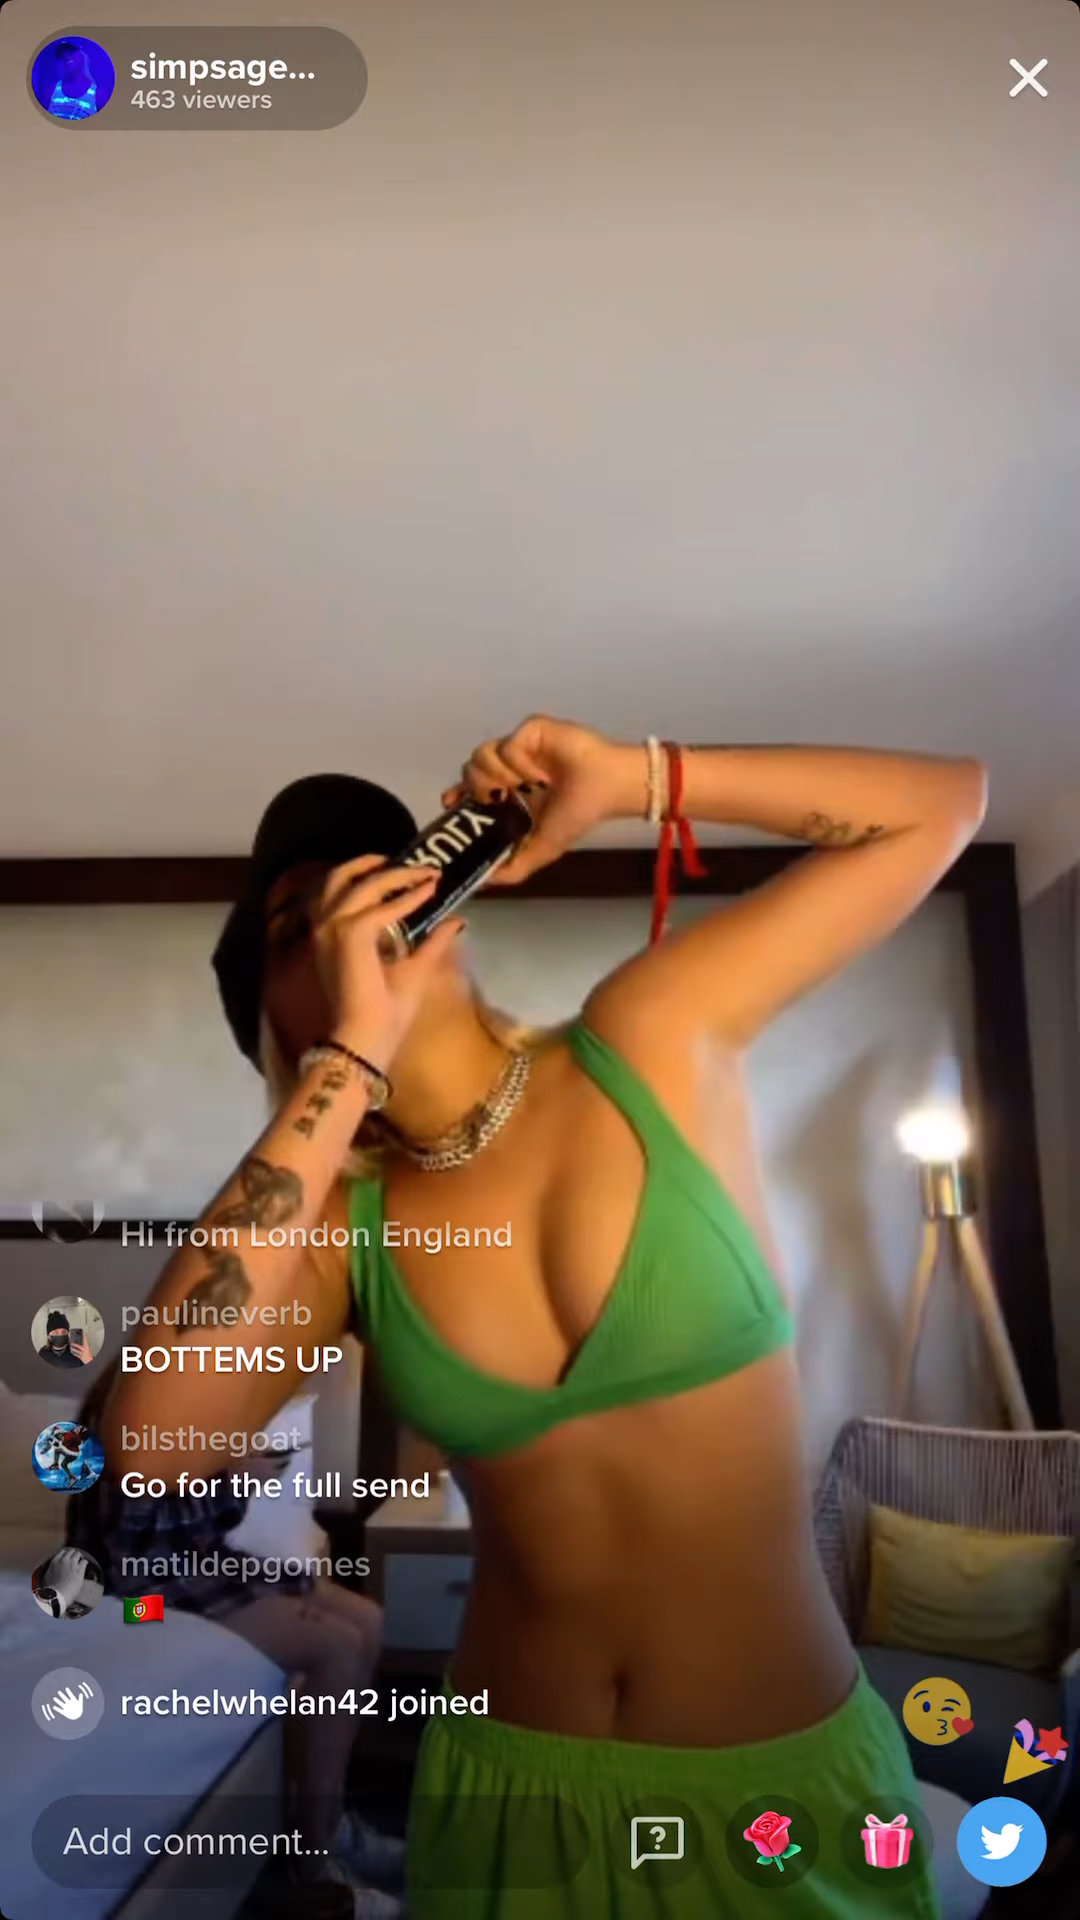 simpsage...
463 viewers
Hi from London England
paulineverb
BOTTEMS UP
bilsthegoat
Go for the full send
matildepgomes
🇵🇹
rachelwhelan42 joined
Add comment...